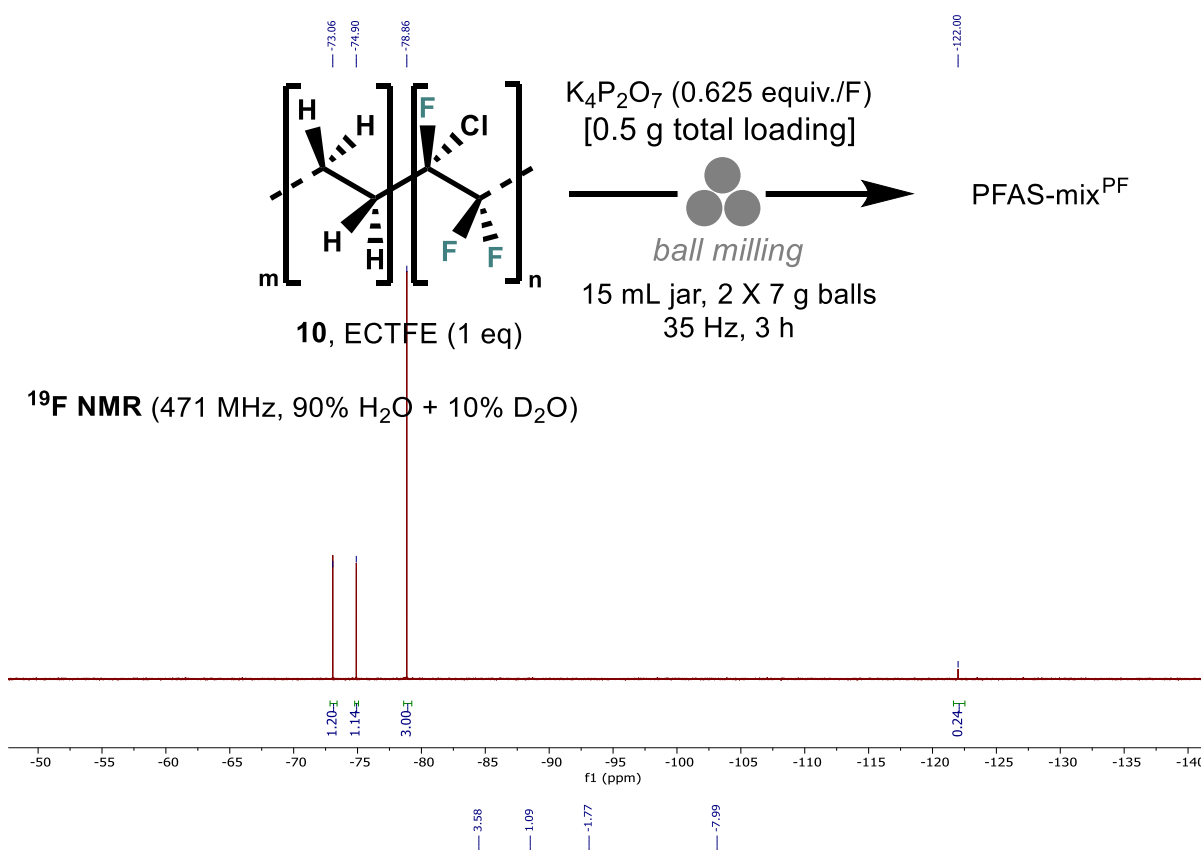 -73.06
-74.90
-78.86
-122.00
H
H
H
H
F
Cl
F
F
m
n
K₄P₂O₇ (0.625 equiv./F)
[0.5 g total loading]
ball milling
15 mL jar, 2 X 7 g balls
35 Hz, 3 h
PFAS-mixᴾᶠ
10, ECTFE (1 eq)
¹⁹F NMR (471 MHz, 90% H₂O + 10% D₂O)
1.20
1.14
3.00
0.24
-50 -55 -60 -65 -70 -75 -80 -85 -90 -95 -100 -105 -110 -115 -120 -125 -130 -135 -140
f1 (ppm)
3.58
1.09
-1.77
-7.99